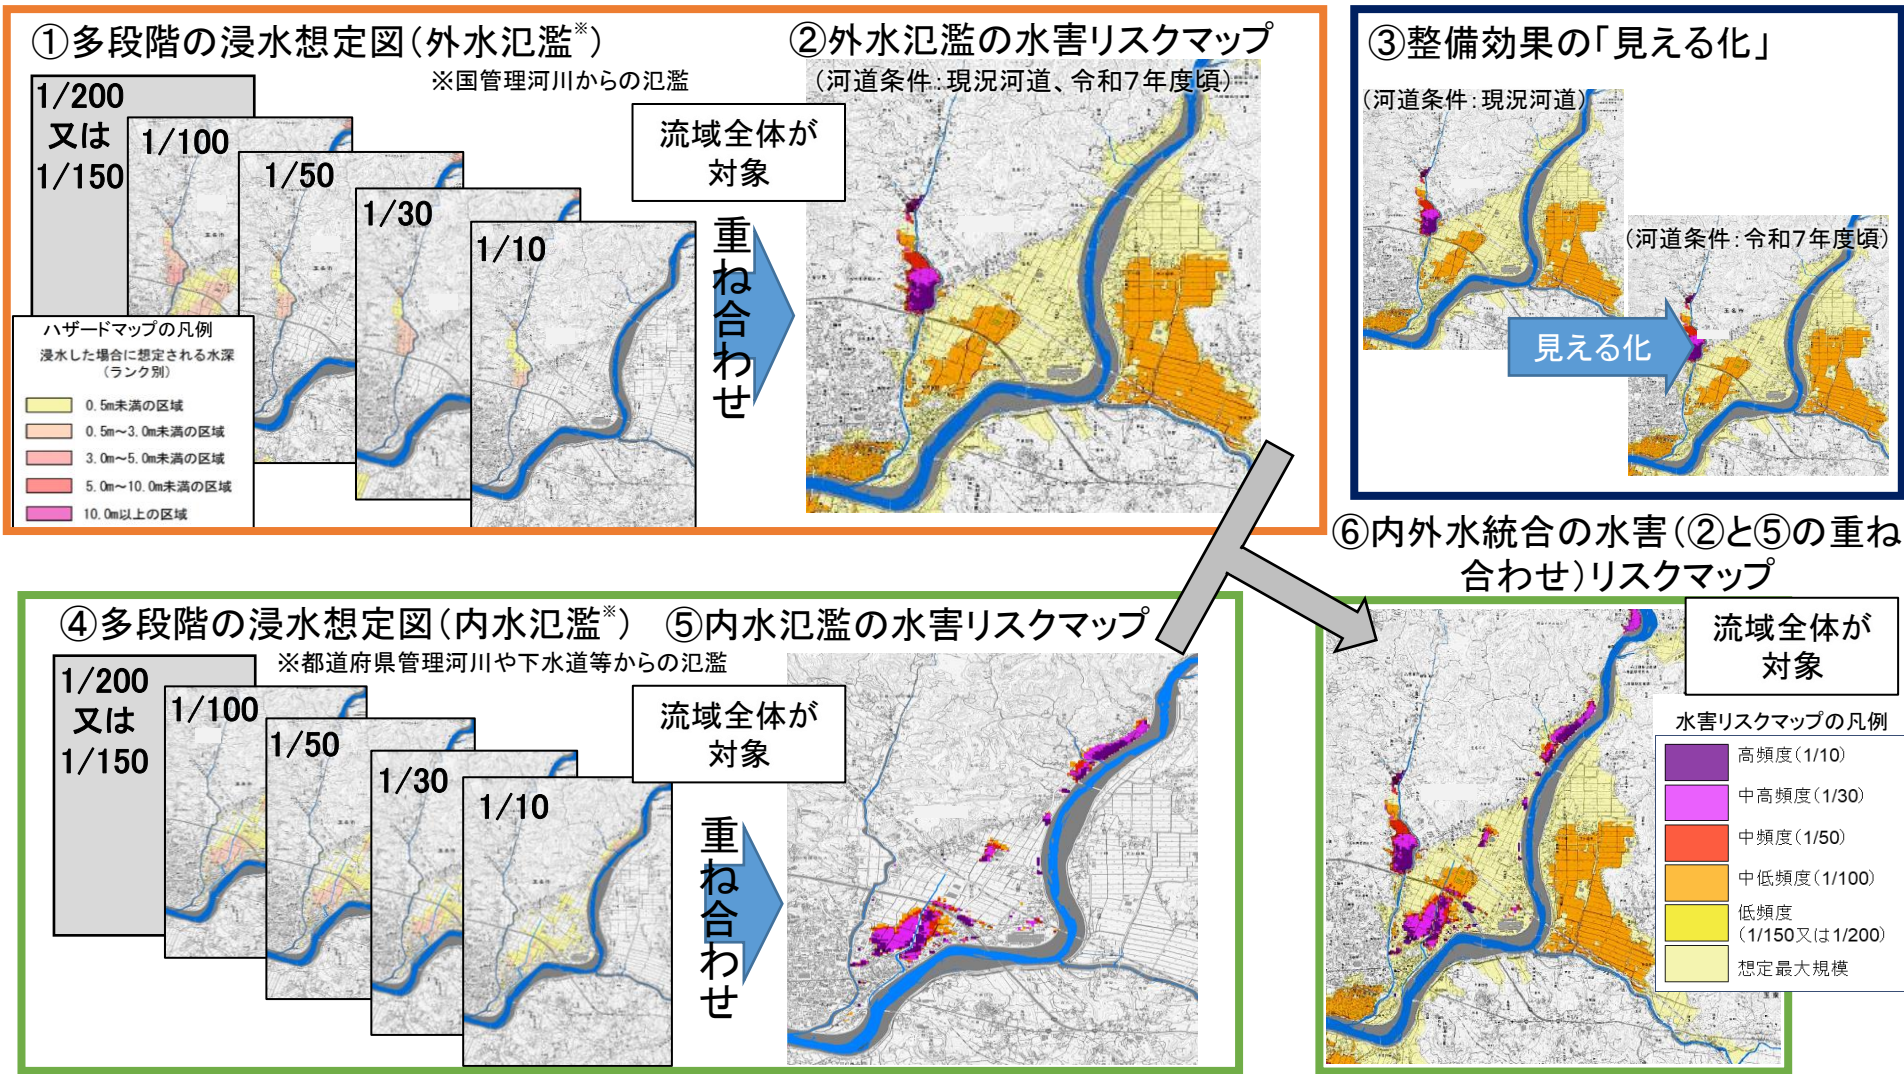 ①多段階の浸水想定図（外水氾濫※）
※国管理河川からの氾濫
1/200
又は
1/150
1/100
1/50
1/30
1/10
ハザードマップの凡例
浸水した場合に想定される水深
（ランク別）
0.5m未満の区域
0.5m～3.0m未満の区域
3.0m～5.0m未満の区域
5.0m～10.0m未満の区域
10.0m以上の区域
流域全体が
対象
重ね合わせ
②外水氾濫の水害リスクマップ
（河道条件：現況河道、令和7年度頃）
③整備効果の「見える化」
（河道条件：現況河道）
見える化
（河道条件：令和7年度頃）
④多段階の浸水想定図（内水氾濫※）
※都道府県管理河川や下水道等からの氾濫
1/200
又は
1/150
1/100
1/50
1/30
1/10
流域全体が
対象
重ね合わせ
⑤内水氾濫の水害リスクマップ
⑥内外水統合の水害（②と⑤の重ね
合わせ）リスクマップ
流域全体が
対象
水害リスクマップの凡例
高頻度（1/10）
中高頻度（1/30）
中頻度（1/50）
中低頻度（1/100）
低頻度
（1/150又は1/200）
想定最大規模